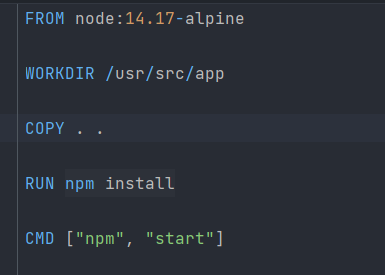 FROM node:14.17-alpine
WORKDIR /usr/src/app
COPY . .
RUN npm install
CMD ["npm", "start"]